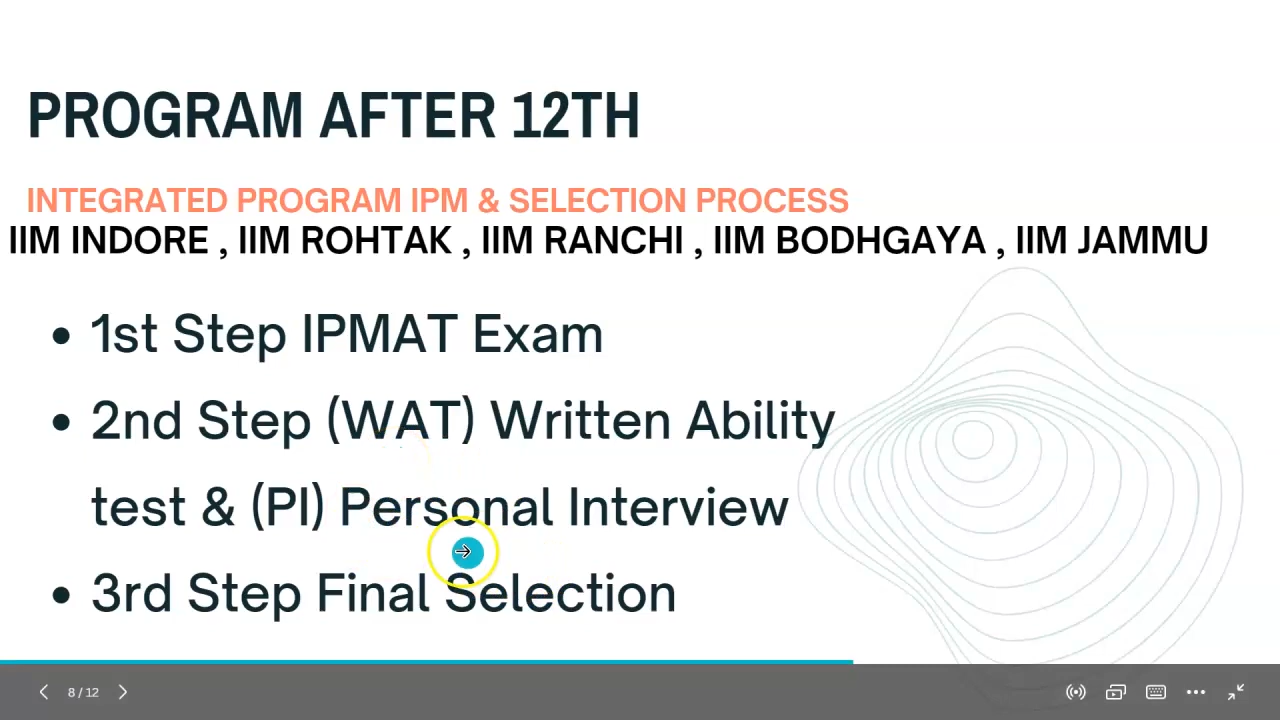 PROGRAM AFTER 12TH
INTEGRATED PROGRAM IPM & SELECTION PROCESS
IIM INDORE , IIM ROHTAK , IIM RANCHI , IIM BODHGAYA , IIM JAMMU
• 1st Step IPMAT Exam
• 2nd Step (WAT) Written Ability
test & (PI) Personal Interview
• 3rd Step Final Selection
8 / 12